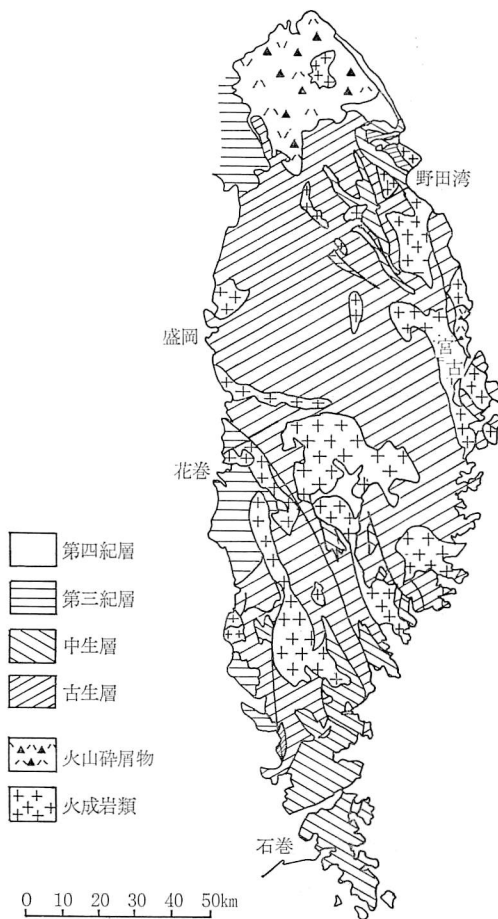 野田湾
盛岡
宮古
花巻
第四紀層
第三紀層
中生層
古生層
火山砕屑物
火成岩類
石巻
0 10 20 30 40 50km